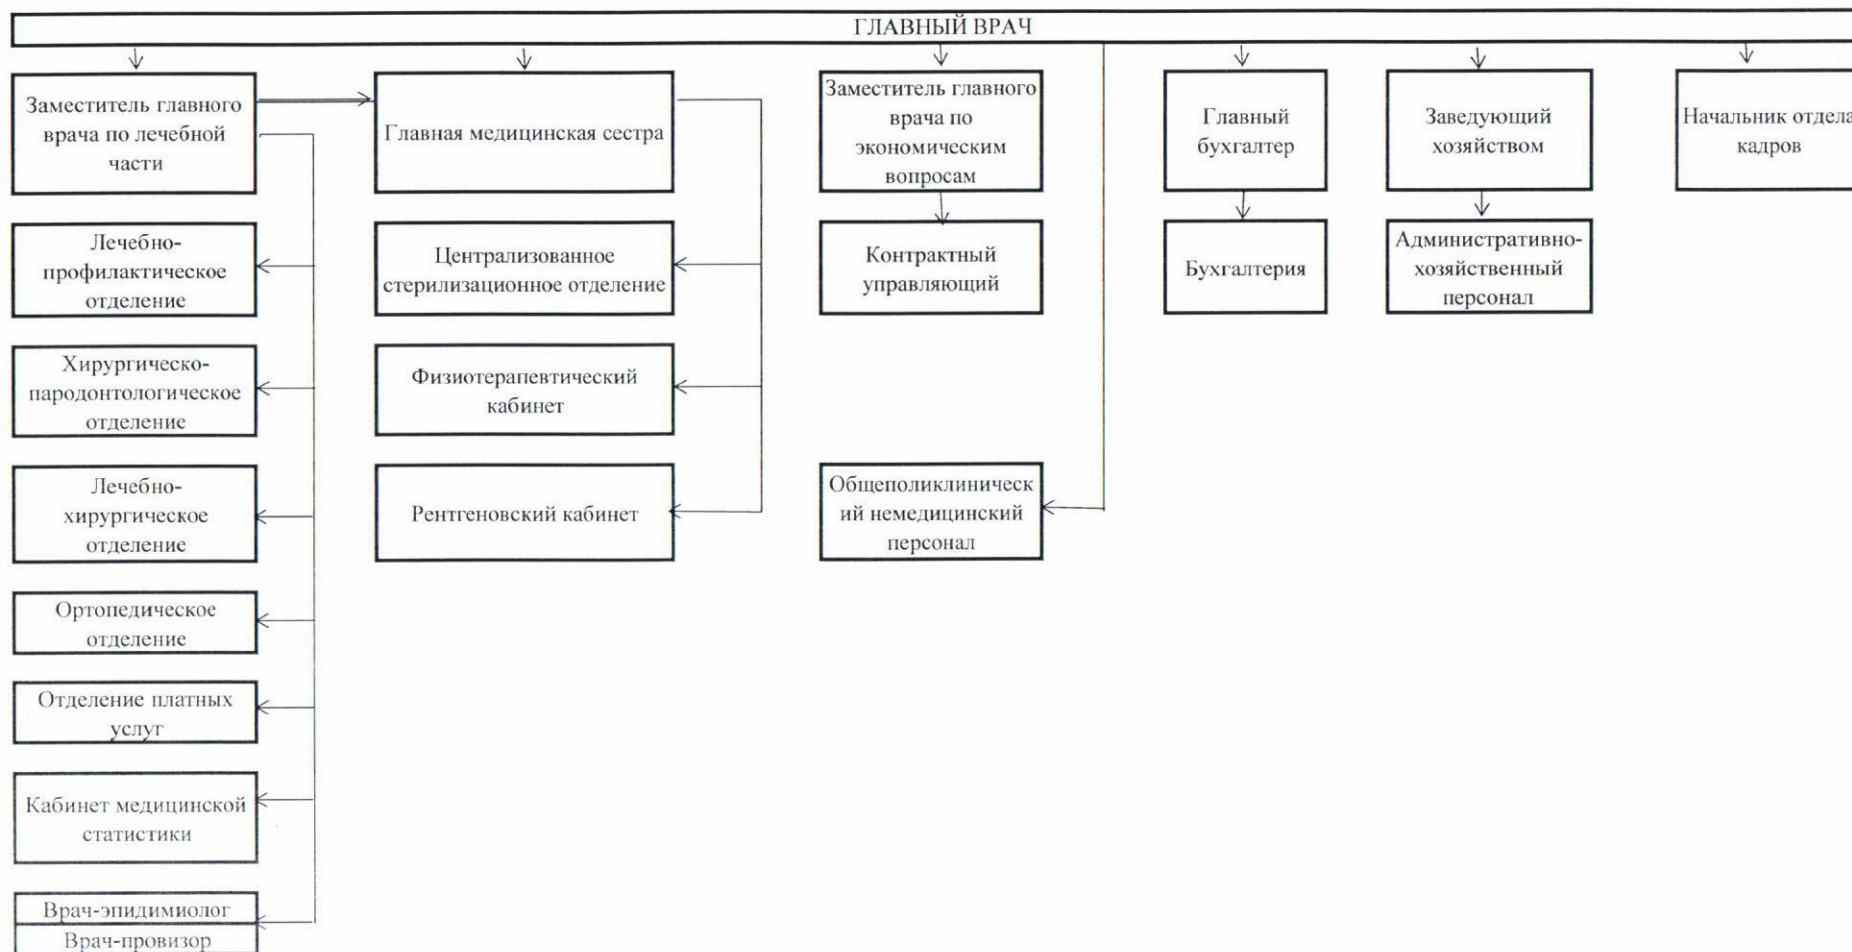 ГЛАВНЫЙ ВРАЧ
Заместитель главного
врача по лечебной
части
Главная медицинская сестра
Заместитель главного
врача по
экономическим
вопросам
Главный
бухгалтер
Заведующий
хозяйством
Начальник отдела
кадров
Лечебно-
профилактическое
отделение
Централизованное
стерилизационное отделение
Контрактный
управляющий
Бухгалтерия
Административно-
хозяйственный
персонал
Хирургическо-
пародонтологическое
отделение
Физиотерапевтический
кабинет
Лечебно-
хирургическое
отделение
Рентгеновский кабинет
Общеполиклиническ
ий немедицинский
персонал
Ортопедическое
отделение
Отделение платных
услуг
Кабинет медицинской
статистики
Врач-эпидимиолог
Врач-провизор